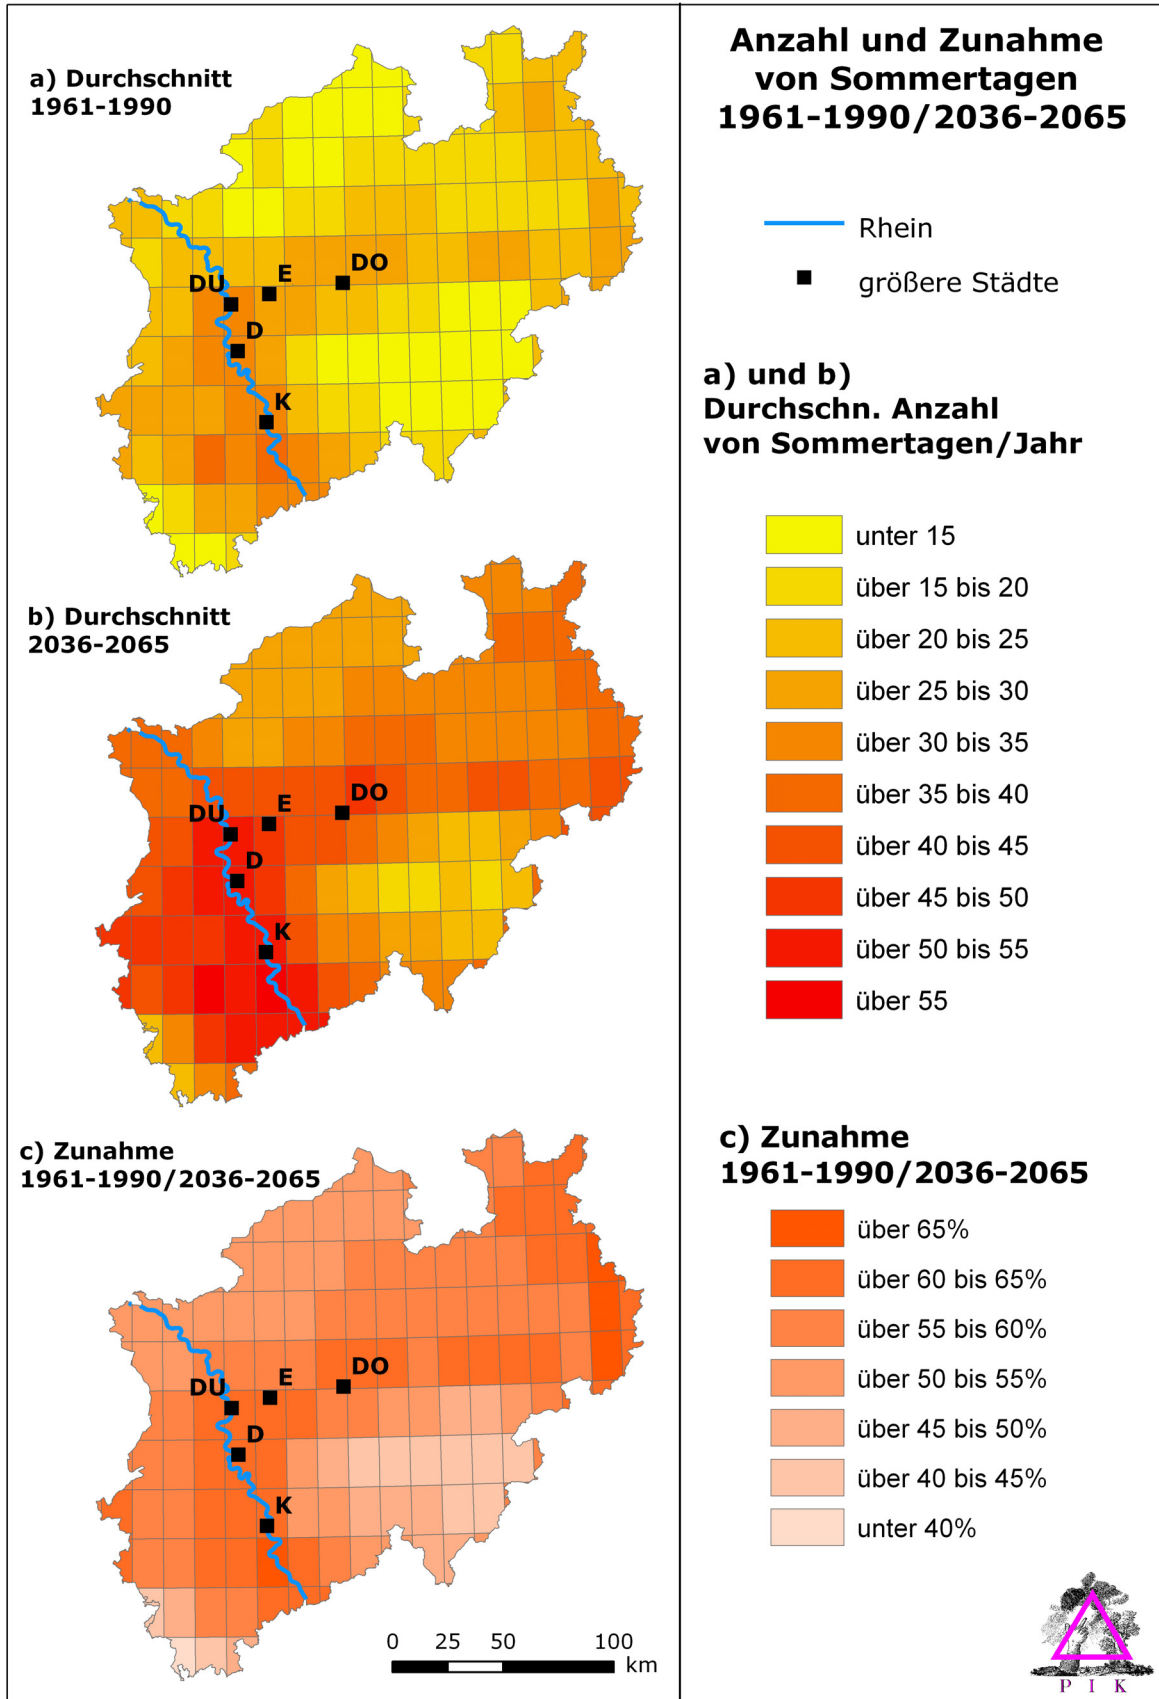 Anzahl und Zunahme
von Sommertagen
1961-1990/2036-2065
Rhein
größere Städte
a) und b)
Durchschn. Anzahl
von Sommertagen/Jahr
unter 15
über 15 bis 20
über 20 bis 25
über 25 bis 30
über 30 bis 35
über 35 bis 40
über 40 bis 45
über 45 bis 50
über 50 bis 55
über 55
c) Zunahme
1961-1990/2036-2065
über 65%
über 60 bis 65%
über 55 bis 60%
über 50 bis 55%
über 45 bis 50%
über 40 bis 45%
unter 40%
P I K
a) Durchschnitt
1961-1990
DU
E
DO
D
K
b) Durchschnitt
2036-2065
DU
E
DO
D
K
c) Zunahme
1961-1990/2036-2065
DU
E
DO
D
K
0 25 50 100
km